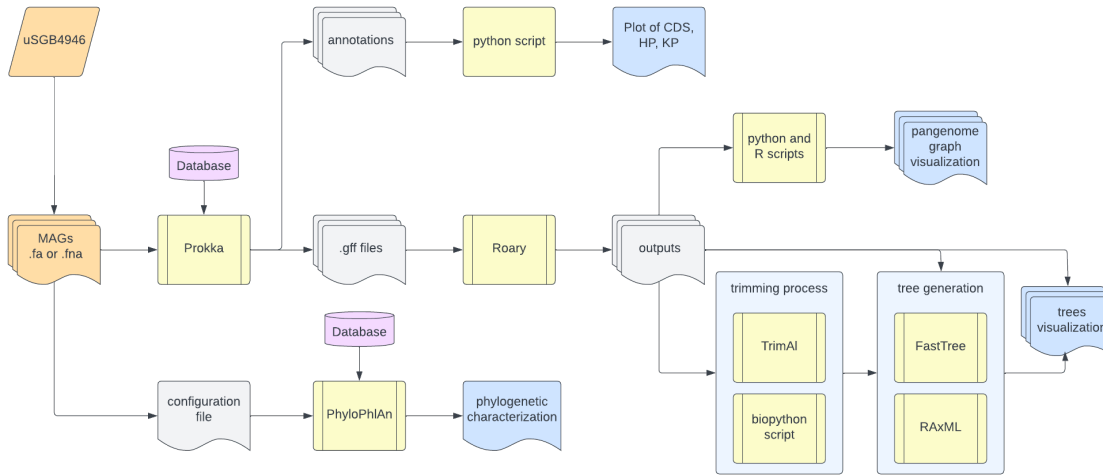 uSGB4946
annotations
python script
Plot of CDS,
HP, KP
Database
python and
R scripts
pangenome
graph
visualization
MAGs
.fa or .fna
Prokka
.gff files
Roary
outputs
trimming process
tree generation
trees
visualization
Database
TrimAl
FastTree
configuration
file
PhyloPhlAn
phylogenetic
characterization
biopython
script
RAxML